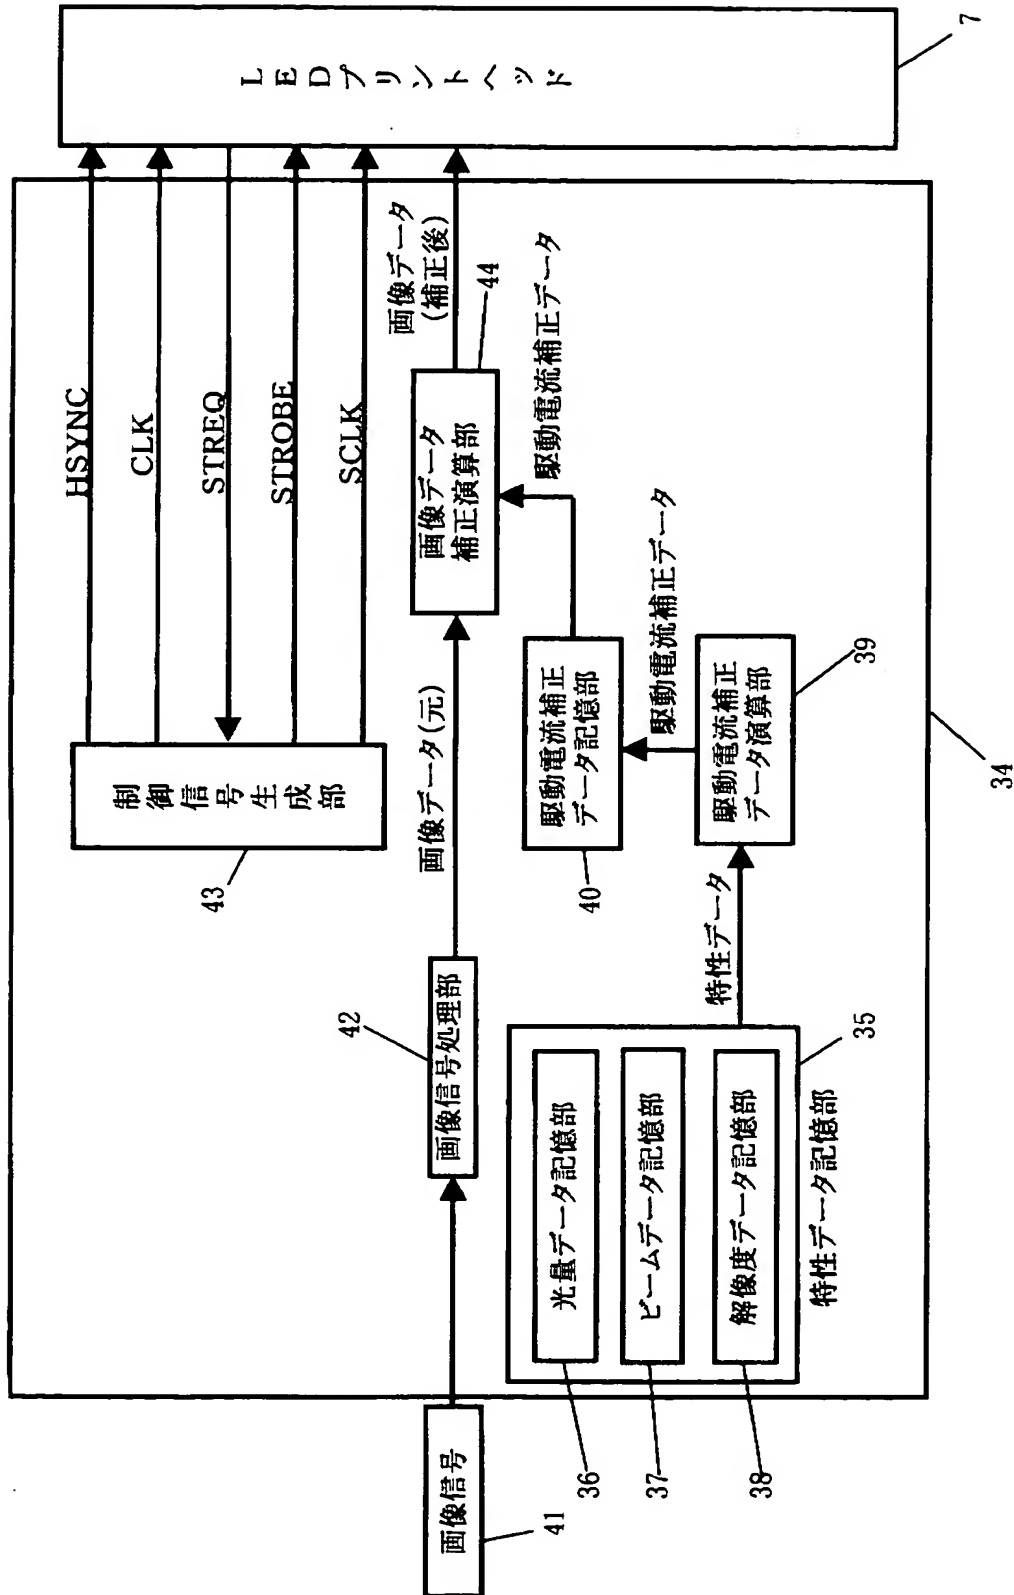 LEDプリントヘッド
7
HSYNC
CLK
STREQ
STROBE
SCLK
制御信号生成部
43
画像データ
(補正後)
44
画像データ
補正演算部
駆動電流補正データ
画像データ(元)
画像信号処理部
42
駆動電流補正
データ記憶部
40
駆動電流補正データ
駆動電流補正
データ演算部
39
特性データ
34
光量データ記憶部
ビームデータ記憶部
解像度データ記憶部
特性データ記憶部
35
36
37
38
画像信号
41